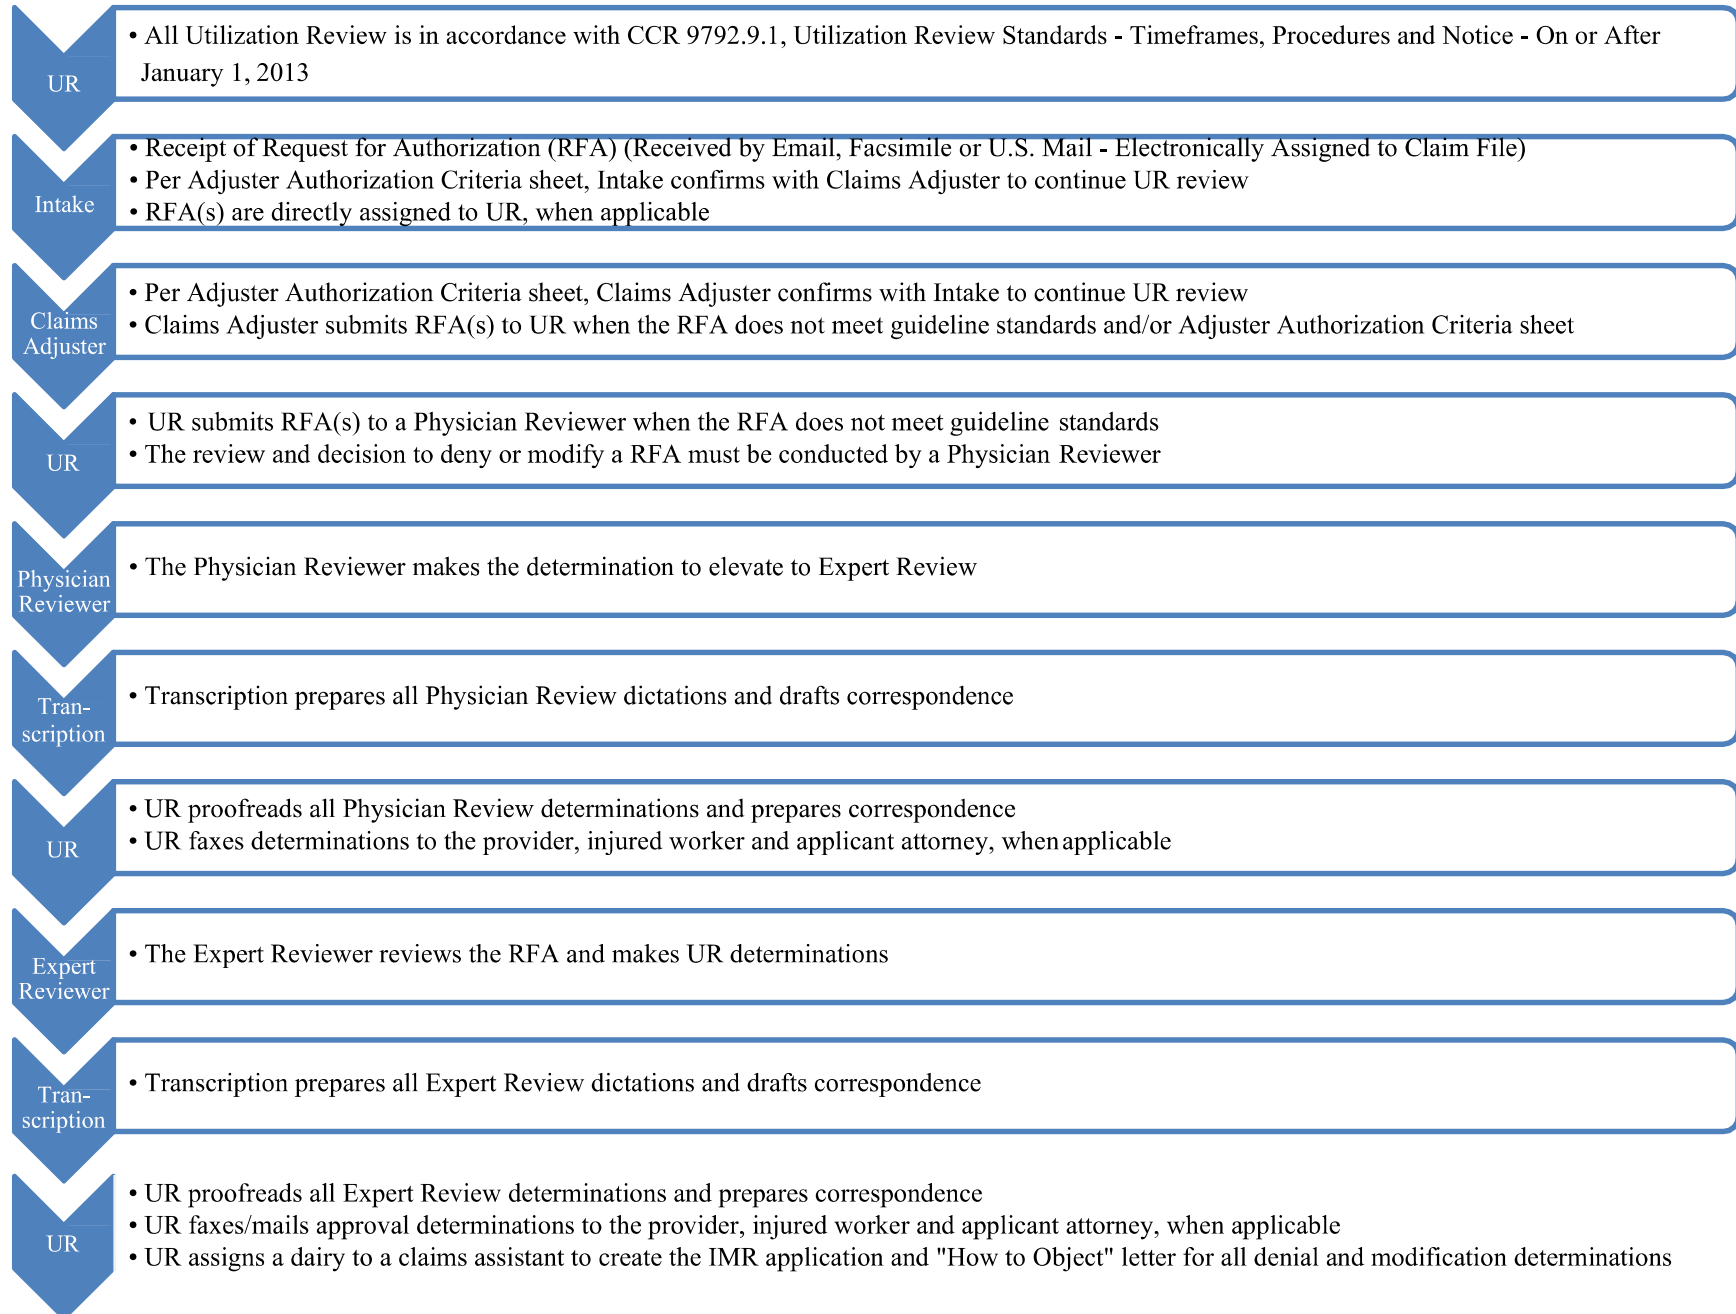 UR
• All Utilization Review is in accordance with CCR 9792.9.1, Utilization Review Standards - Timeframes, Procedures and Notice - On or After
January 1, 2013
Intake
• Receipt of Request for Authorization (RFA) (Received by Email, Facsimile or U.S. Mail - Electronically Assigned to Claim File)
• Per Adjuster Authorization Criteria sheet, Intake confirms with Claims Adjuster to continue UR review
• RFA(s) are directly assigned to UR, when applicable
Claims
Adjuster
• Per Adjuster Authorization Criteria sheet, Claims Adjuster confirms with Intake to continue UR review
• Claims Adjuster submits RFA(s) to UR when the RFA does not meet guideline standards and/or Adjuster Authorization Criteria sheet
UR
• UR submits RFA(s) to a Physician Reviewer when the RFA does not meet guideline standards
• The review and decision to deny or modify a RFA must be conducted by a Physician Reviewer
Physician
Reviewer
• The Physician Reviewer makes the determination to elevate to Expert Review
Tran-
scription
• Transcription prepares all Physician Review dictations and drafts correspondence
UR
• UR proofreads all Physician Review determinations and prepares correspondence
• UR faxes determinations to the provider, injured worker and applicant attorney, when applicable
Expert
Reviewer
• The Expert Reviewer reviews the RFA and makes UR determinations
Tran-
scription
• Transcription prepares all Expert Review dictations and drafts correspondence
UR
• UR proofreads all Expert Review determinations and prepares correspondence
• UR faxes/mails approval determinations to the provider, injured worker and applicant attorney, when applicable
• UR assigns a dairy to a claims assistant to create the IMR application and "How to Object" letter for all denial and modification determinations